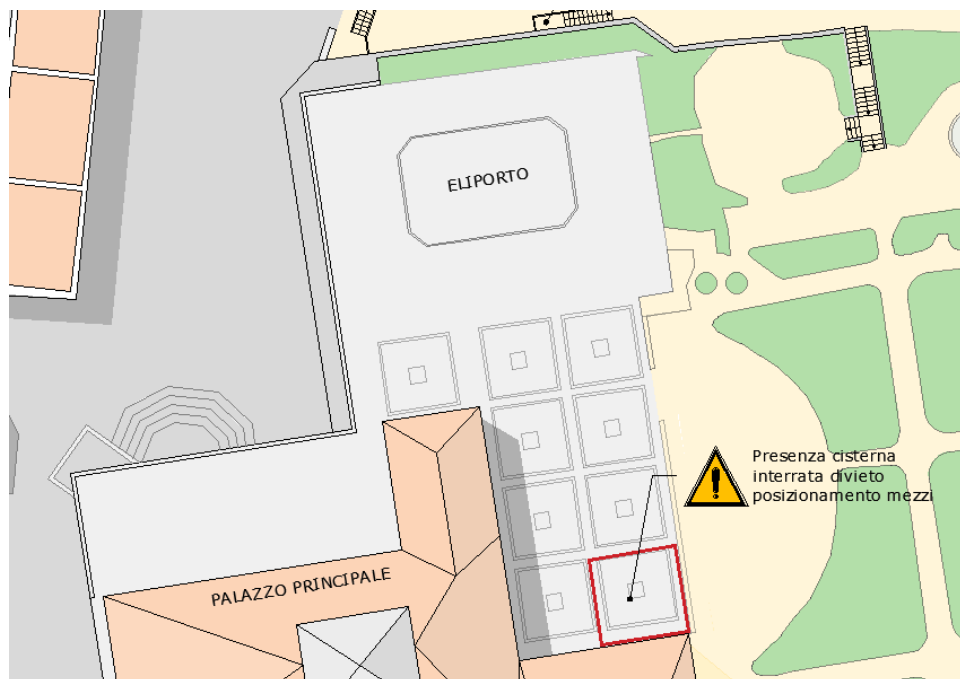 ELIPORTO
Presenza cisterna
interrata divieto
posizionamento mezzi
PALAZZO PRINCIPALE